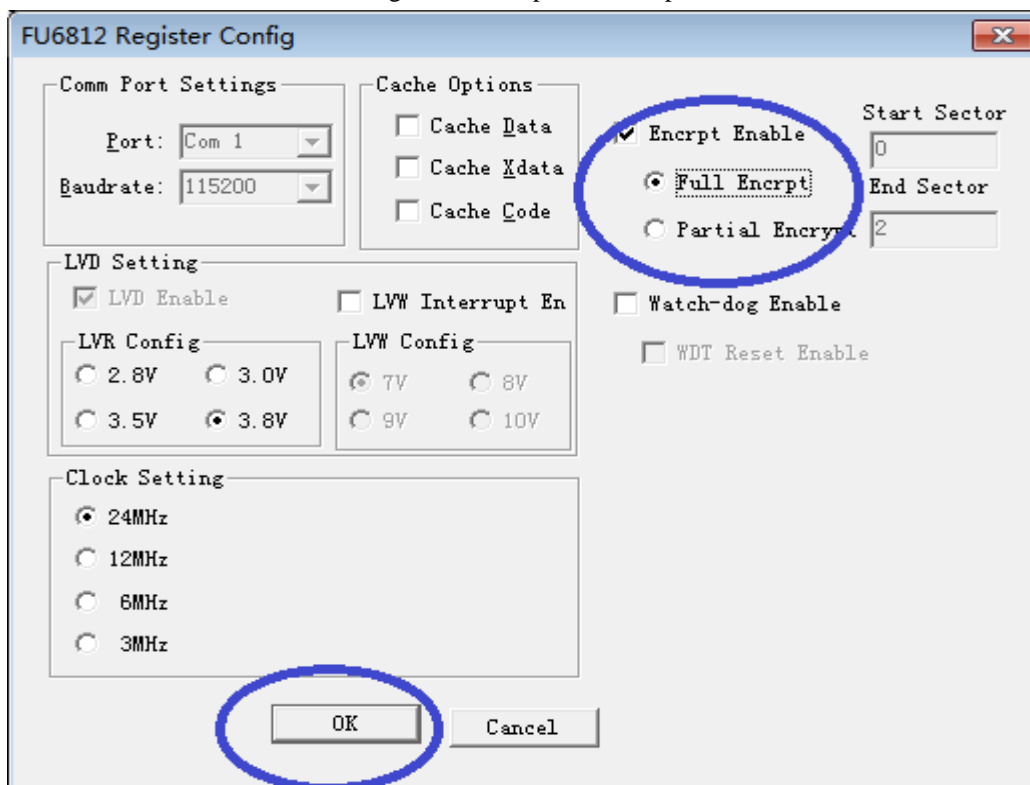 FU6812 Register Config
Comm Port Settings
Port: Com 1
Baudrate: 115200
Cache Options
Cache Data
Cache Xdata
Cache Code
Encrpt Enable
Full Encrpt
Partial Encrypt
Start Sector
0
End Sector
2
LVD Setting
LVD Enable
LVW Interrupt En
LVR Config
2.8V 3.0V
3.5V 3.8V
LVW Config
7V 8V
9V 10V
Watch-dog Enable
WDT Reset Enable
Clock Setting
24MHz
12MHz
6MHz
3MHz
OK Cancel